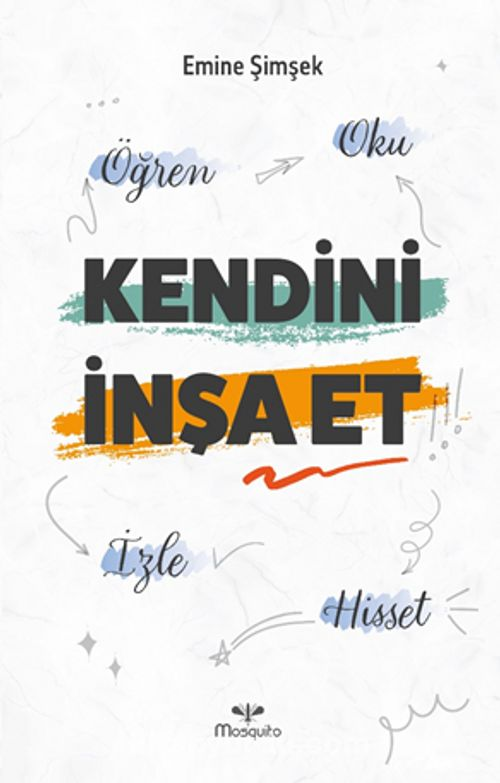 Emine Şimşek
Öğren
Oku
KENDİNİ
İNŞA ET
İzle
Hisset
Mosquito